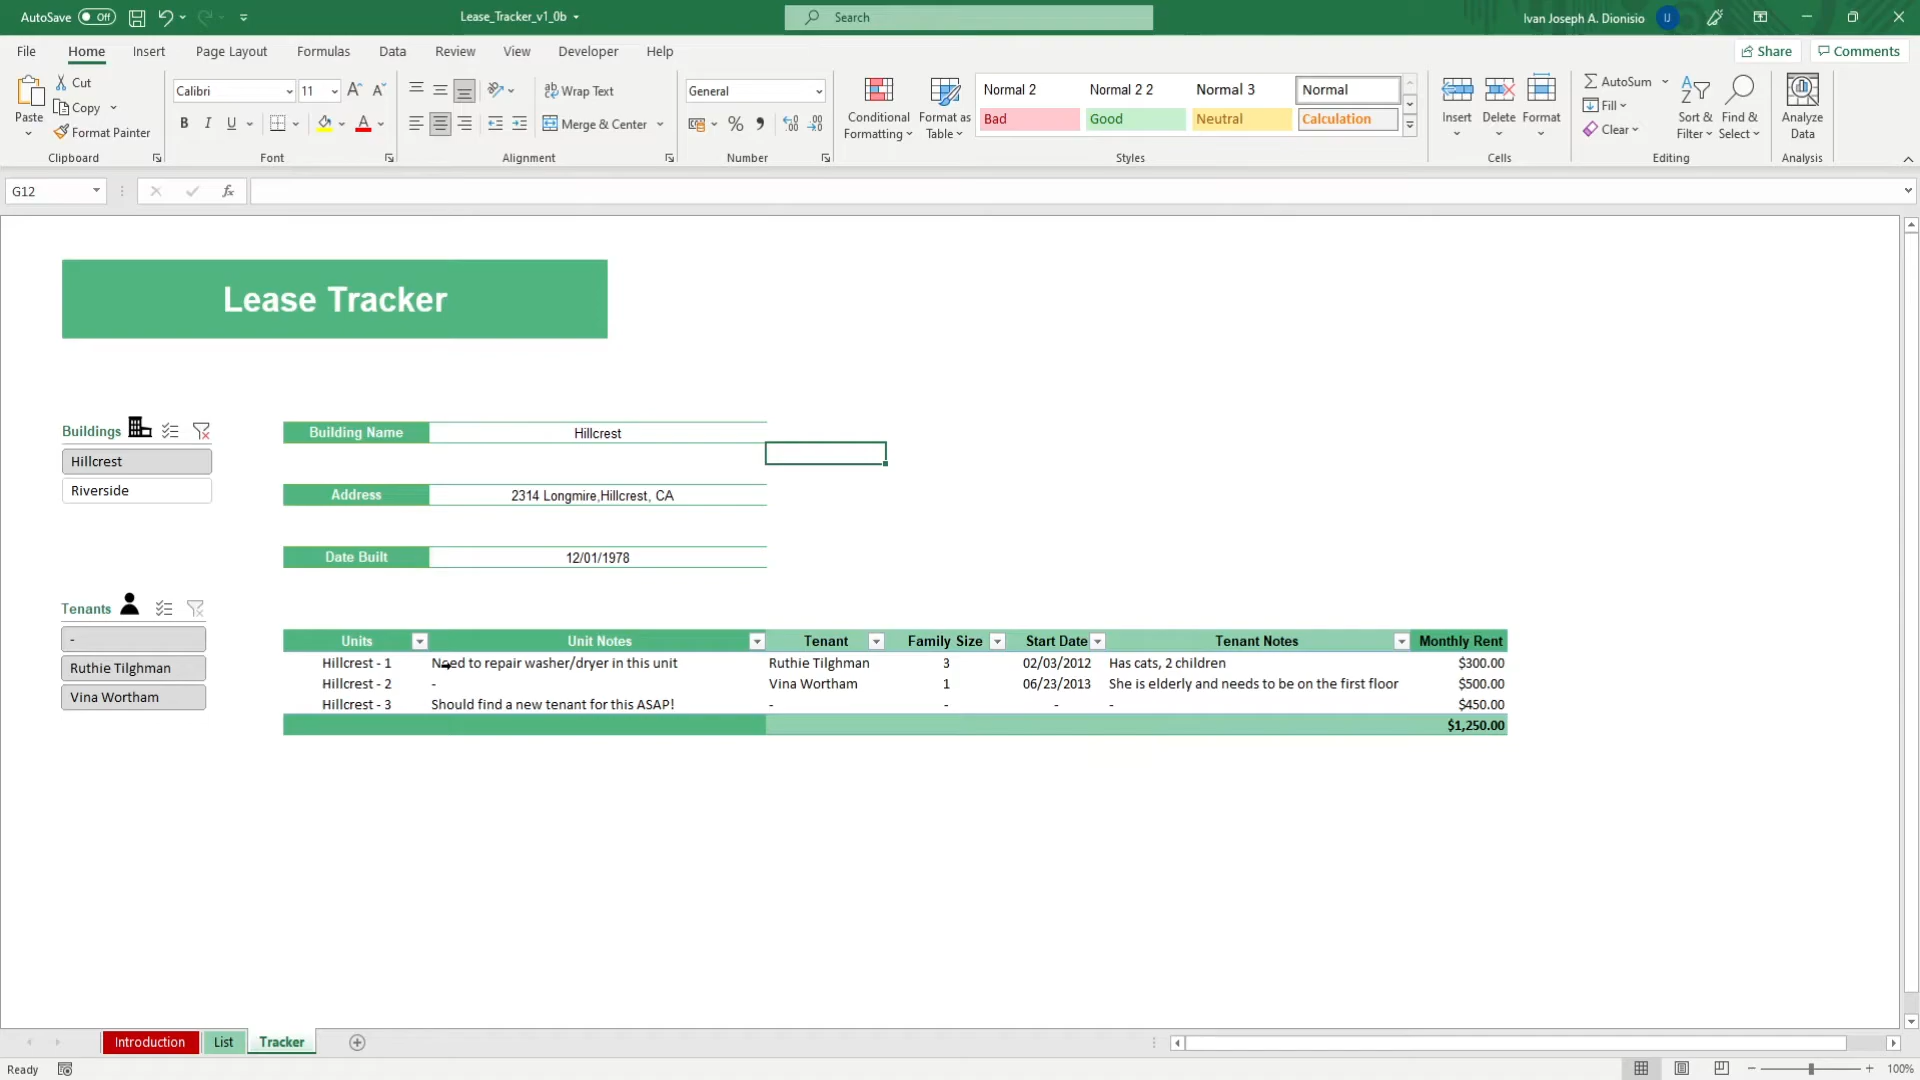 AutoSave Off Lease_Tracker_v1_0b Search Ivan Joseph A. Dionisio IJ
File Home Insert Page Layout Formulas Data Review View Developer Help Share Comments
Paste
Cut
Copy
Format Painter
Clipboard
Calibri 11 A A
B I U A
Font
Wrap Text
Merge & Center
Alignment
General
% , .00 .00
Number
Conditional Formatting
Format as Table
Normal 2 Normal 2 2 Normal 3 Normal
Bad Good Neutral Calculation
Styles
Insert Delete Format
Cells
AutoSum
Fill
Clear
Sort & Filter
Find & Select
Editing
Analyze Data
Analysis
G12 fx
Lease Tracker
Buildings
Hillcrest
Riverside
Building Name Hillcrest
Address 2314 Longmire,Hillcrest, CA
Date Built 12/01/1978
Tenants
-
Ruthie Tilghman
Vina Wortham
Units Unit Notes Tenant Family Size Start Date Tenant Notes Monthly Rent
Hillcrest - 1 Need to repair washer/dryer in this unit Ruthie Tilghman 3 02/03/2012 Has cats, 2 children $300.00
Hillcrest - 2 - Vina Wortham 1 06/23/2013 She is elderly and needs to be on the first floor $500.00
Hillcrest - 3 Should find a new tenant for this ASAP! - - - - $450.00
$1,250.00
Introduction List Tracker
Ready 100%